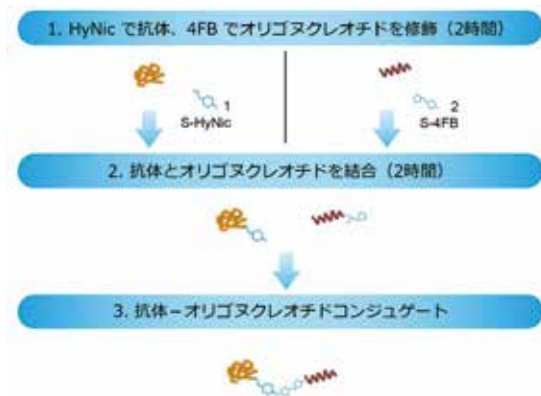 1. HyNic で抗体、4FB でオリゴヌクレオチドを修飾（2時間）
1
S-HyNic
2
S-4FB
2. 抗体とオリゴヌクレオチドを結合（2時間）
3. 抗体－オリゴヌクレオチドコンジュゲート